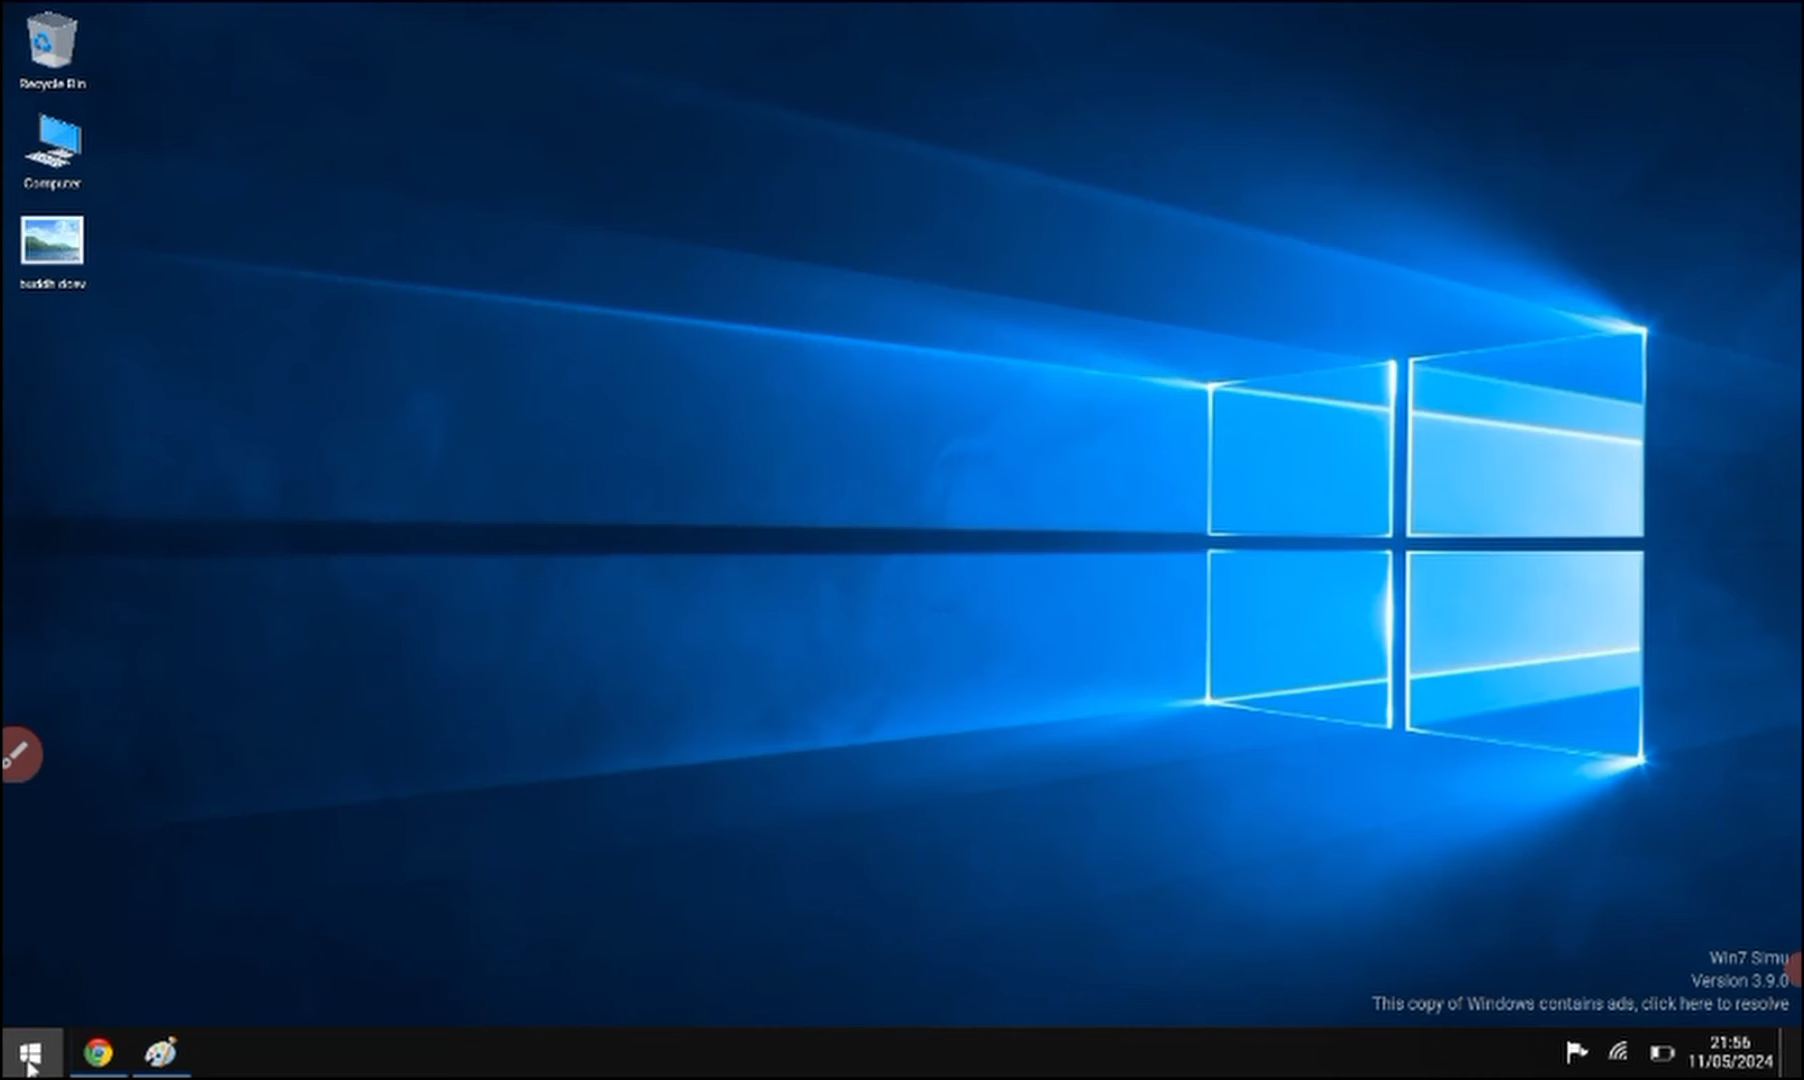 Recycle Bin
Computer
Win7 Simu
Version 3.9.0
This copy of Windows contains ads, click here to resolve
21:56
11/05/2024